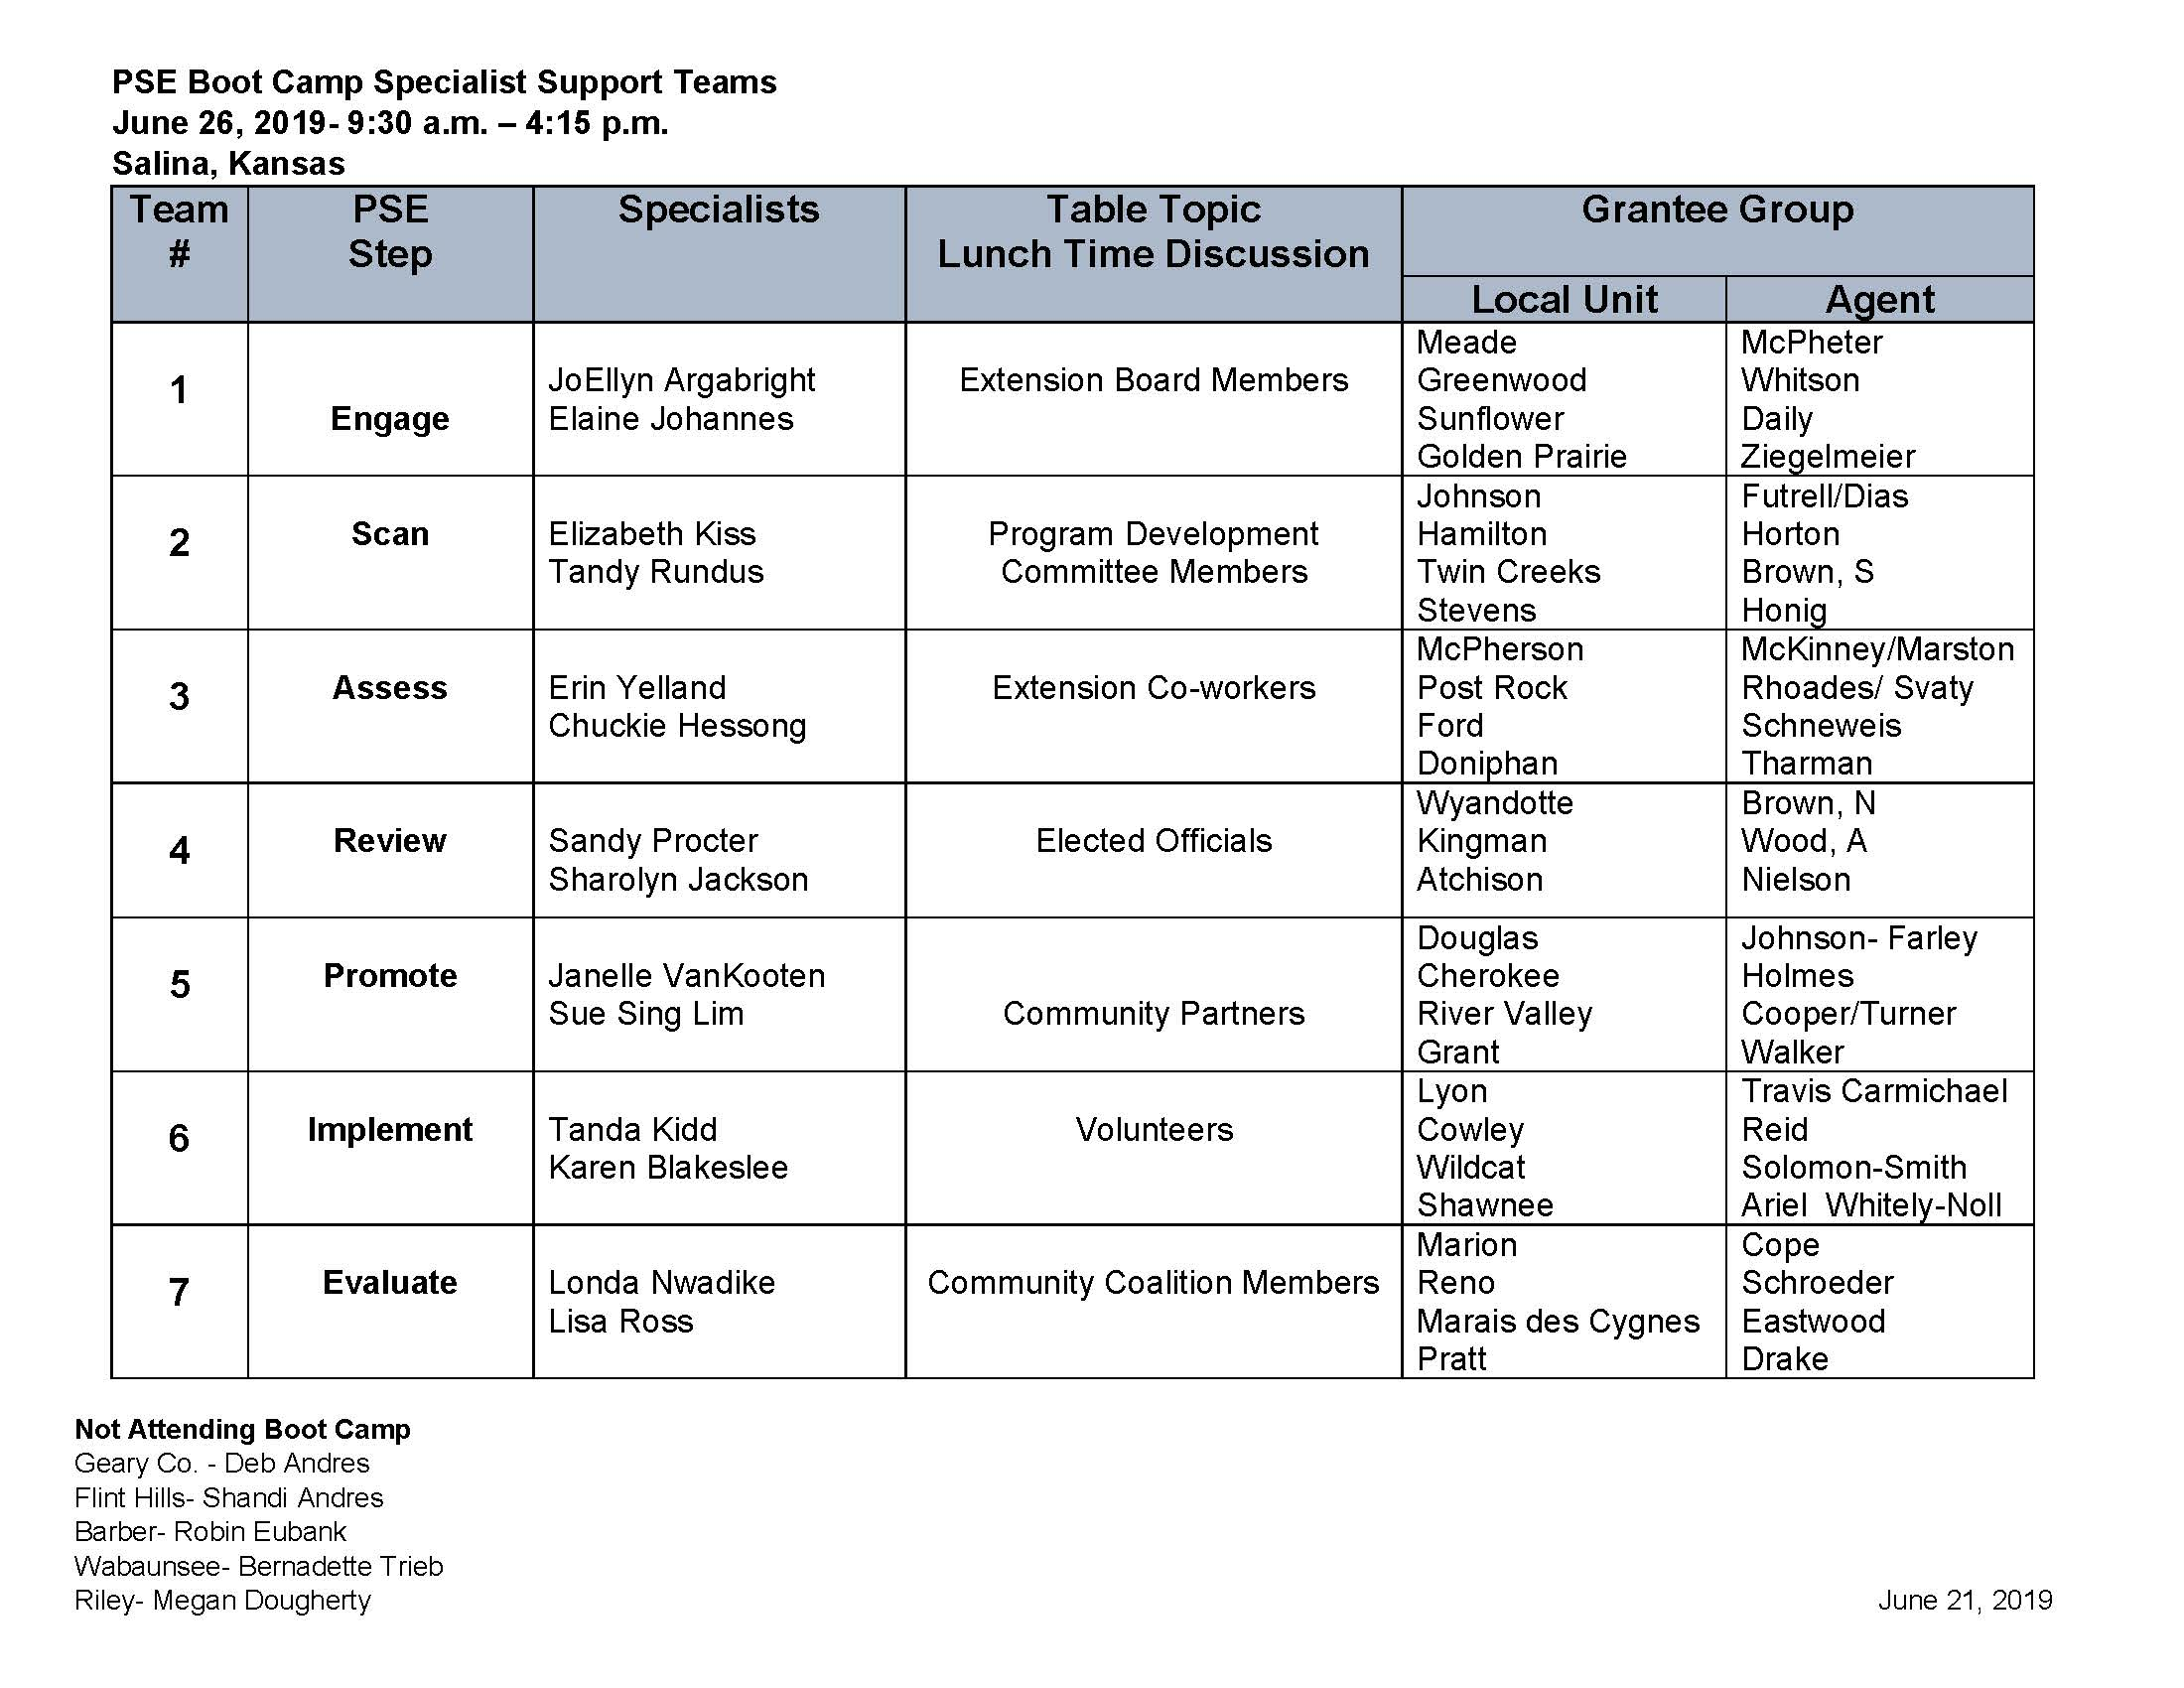 PSE Boot Camp Specialist Support Teams
June 26, 2019- 9:30 a.m. – 4:15 p.m.
Salina, Kansas
Team
#
PSE
Step
Specialists
Table Topic
Lunch Time Discussion
Grantee Group
Local Unit
Agent
1
Engage
JoEllyn Argabright
Elaine Johannes
Extension Board Members
Meade
Greenwood
Sunflower
Golden Prairie
McPheter
Whitson
Daily
Ziegelmeier
2
Scan
Elizabeth Kiss
Tandy Rundus
Program Development
Committee Members
Johnson
Hamilton
Twin Creeks
Stevens
Futrell/Dias
Horton
Brown, S
Honig
3
Assess
Erin Yelland
Chuckie Hessong
Extension Co-workers
McPherson
Post Rock
Ford
Doniphan
McKinney/Marston
Rhoades/ Svaty
Schneweis
Tharman
4
Review
Sandy Procter
Sharolyn Jackson
Elected Officials
Wyandotte
Kingman
Atchison
Brown, N
Wood, A
Nielson
5
Promote
Janelle VanKooten
Sue Sing Lim
Community Partners
Douglas
Cherokee
River Valley
Grant
Johnson- Farley
Holmes
Cooper/Turner
Walker
6
Implement
Tanda Kidd
Karen Blakeslee
Volunteers
Lyon
Cowley
Wildcat
Shawnee
Travis Carmichael
Reid
Solomon-Smith
Ariel  Whitely-Noll
7
Evaluate
Londa Nwadike
Lisa Ross
Community Coalition Members
Marion
Reno
Marais des Cygnes
Pratt
Cope
Schroeder
Eastwood
Drake
Not Attending Boot Camp
Geary Co. - Deb Andres
Flint Hills- Shandi Andres
Barber- Robin Eubank
Wabaunsee- Bernadette Trieb
Riley- Megan Dougherty
June 21, 2019